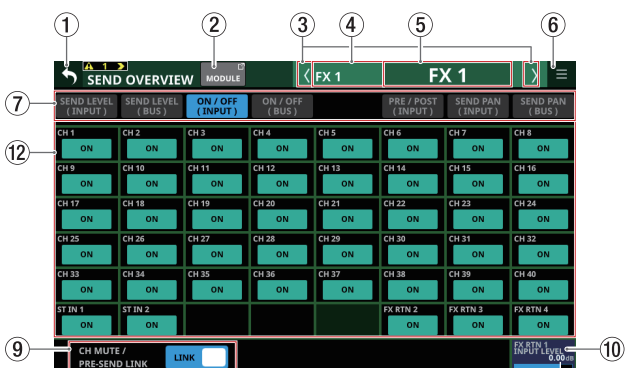 ① ② ③ ④ ⑤ ⑥
1
SEND OVERVIEW MODULE FX 1 FX 1
⑦
SEND LEVEL (INPUT)
SEND LEVEL (BUS)
ON / OFF (INPUT)
ON / OFF (BUS)
PRE / POST (INPUT)
SEND PAN (INPUT)
SEND PAN (BUS)
⑫
CH 1 CH 2 CH 3 CH 4 CH 5 CH 6 CH 7 CH 8
ON ON ON ON ON ON ON ON
CH 9 CH 10 CH 11 CH 12 CH 13 CH 14 CH 15 CH 16
ON ON ON ON ON ON ON ON
CH 17 CH 18 CH 19 CH 20 CH 21 CH 22 CH 23 CH 24
ON ON ON ON ON ON ON ON
CH 25 CH 26 CH 27 CH 28 CH 29 CH 30 CH 31 CH 32
ON ON ON ON ON ON ON ON
CH 33 CH 34 CH 35 CH 36 CH 37 CH 38 CH 39 CH 40
ON ON ON ON ON ON ON ON
ST IN 1 ST IN 2 FX RTN 2 FX RTN 3 FX RTN 4
ON ON ON ON ON
⑨
CH MUTE /
PRE-SEND LINK
LINK
FX RTN 1
INPUT LEVEL
0.00dB
⑩